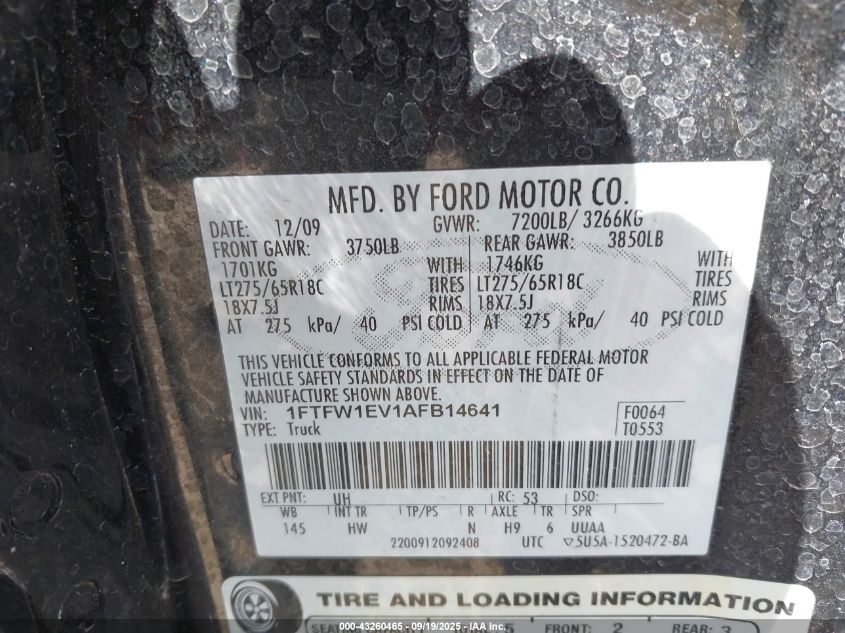 MFD. BY FORD MOTOR CO.
DATE: 12/09 GVWR: 7200LB/ 3266KG
FRONT GAWR: 3750LB REAR GAWR: 3850LB
1701KG WITH 1746KG WITH
LT275/65R18C TIRES LT275/65R18C TIRES
18X7.5J RIMS 18X7.5J RIMS
AT 275 kPa/ 40 PSI COLD AT 275 kPa/ 40 PSI COLD
THIS VEHICLE CONFORMS TO ALL APPLICABLE FEDERAL MOTOR
VEHICLE SAFETY STANDARDS IN EFFECT ON THE DATE OF
MANUFACTURE SHOWN ABOVE.
VIN: 1FTFW1EV1AFB14641 F0064
TYPE: Truck T0553
EXT PNT: UH RC: 53 DSO:
WB INT TR TP/PS R AXLE TR SPR
145 HW N H9 6 UUAA
2200912092408 UTC ▽5U5A-1520472-BA
TIRE AND LOADING INFORMATION
5 FRONT: 2 REAR: 3
000-43260465 - 09/19/2025 - IAA, Inc.